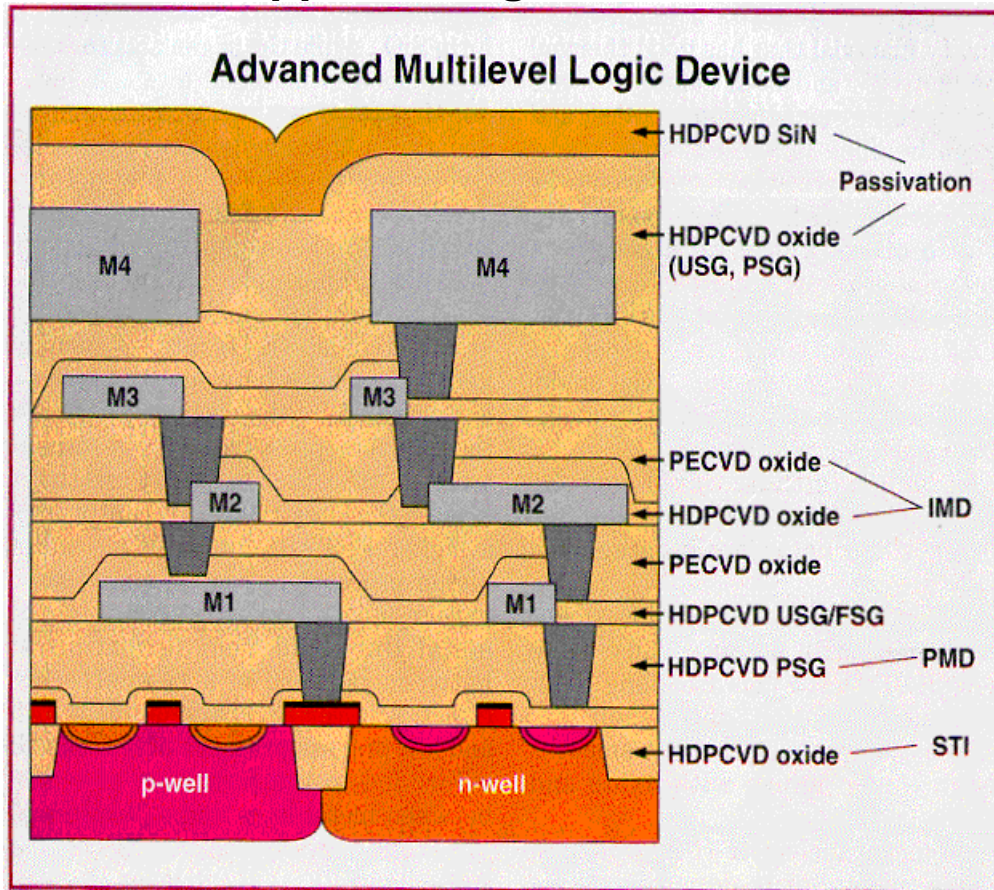 Advanced Multilevel Logic Device
HDPCVD SiN
Passivation
HDPCVD oxide
(USG, PSG)
M4
M4
M3
M3
PECVD oxide
M2
M2
HDPCVD oxide
IMD
PECVD oxide
M1
M1
HDPCVD USG/FSG
HDPCVD PSG
PMD
HDPCVD oxide
STI
p-well
n-well